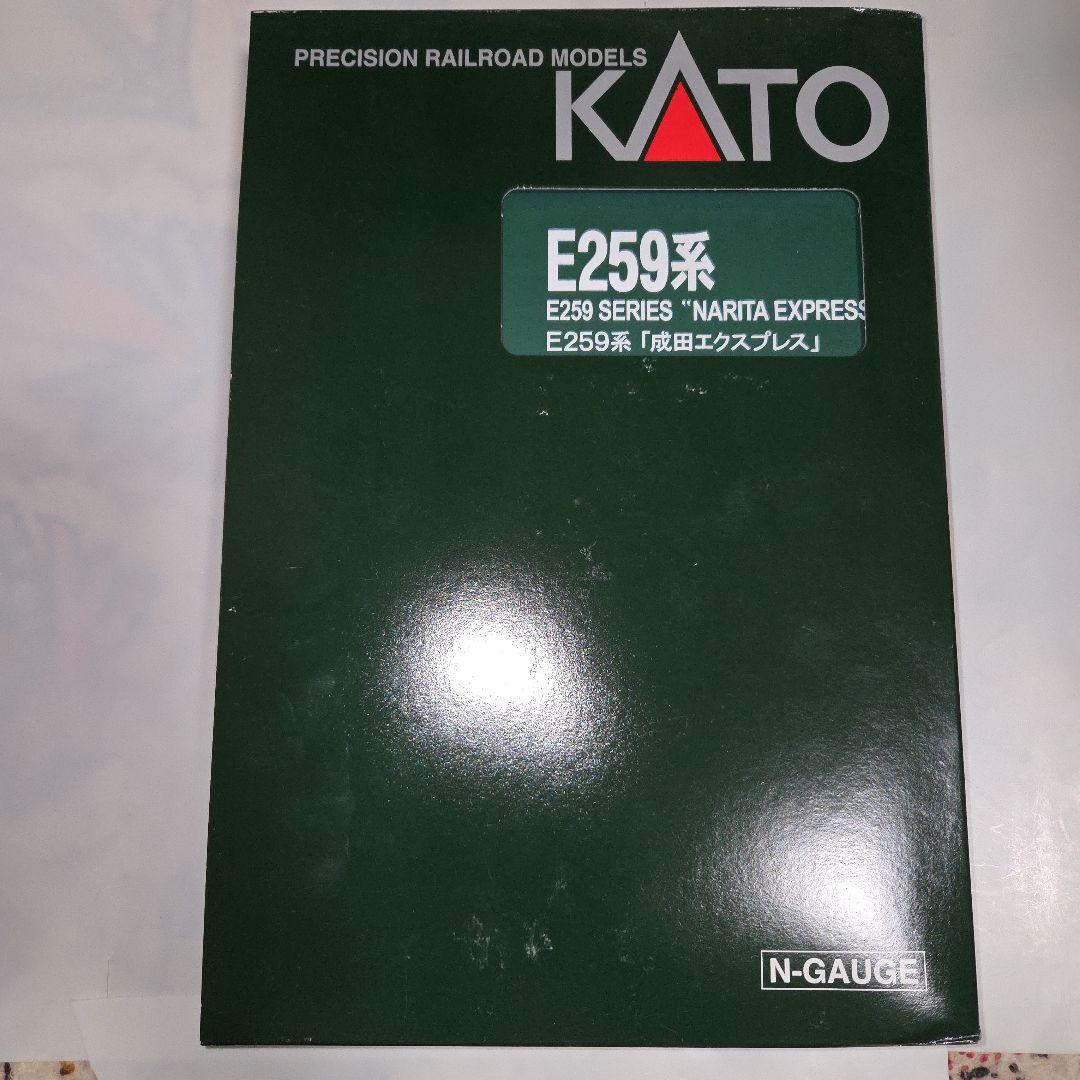 PRECISION RAILROAD MODELS
KATO
E259系
E259 SERIES “NARITA EXPRESS
E259系「成田エクスプレス」
N-GAUGE